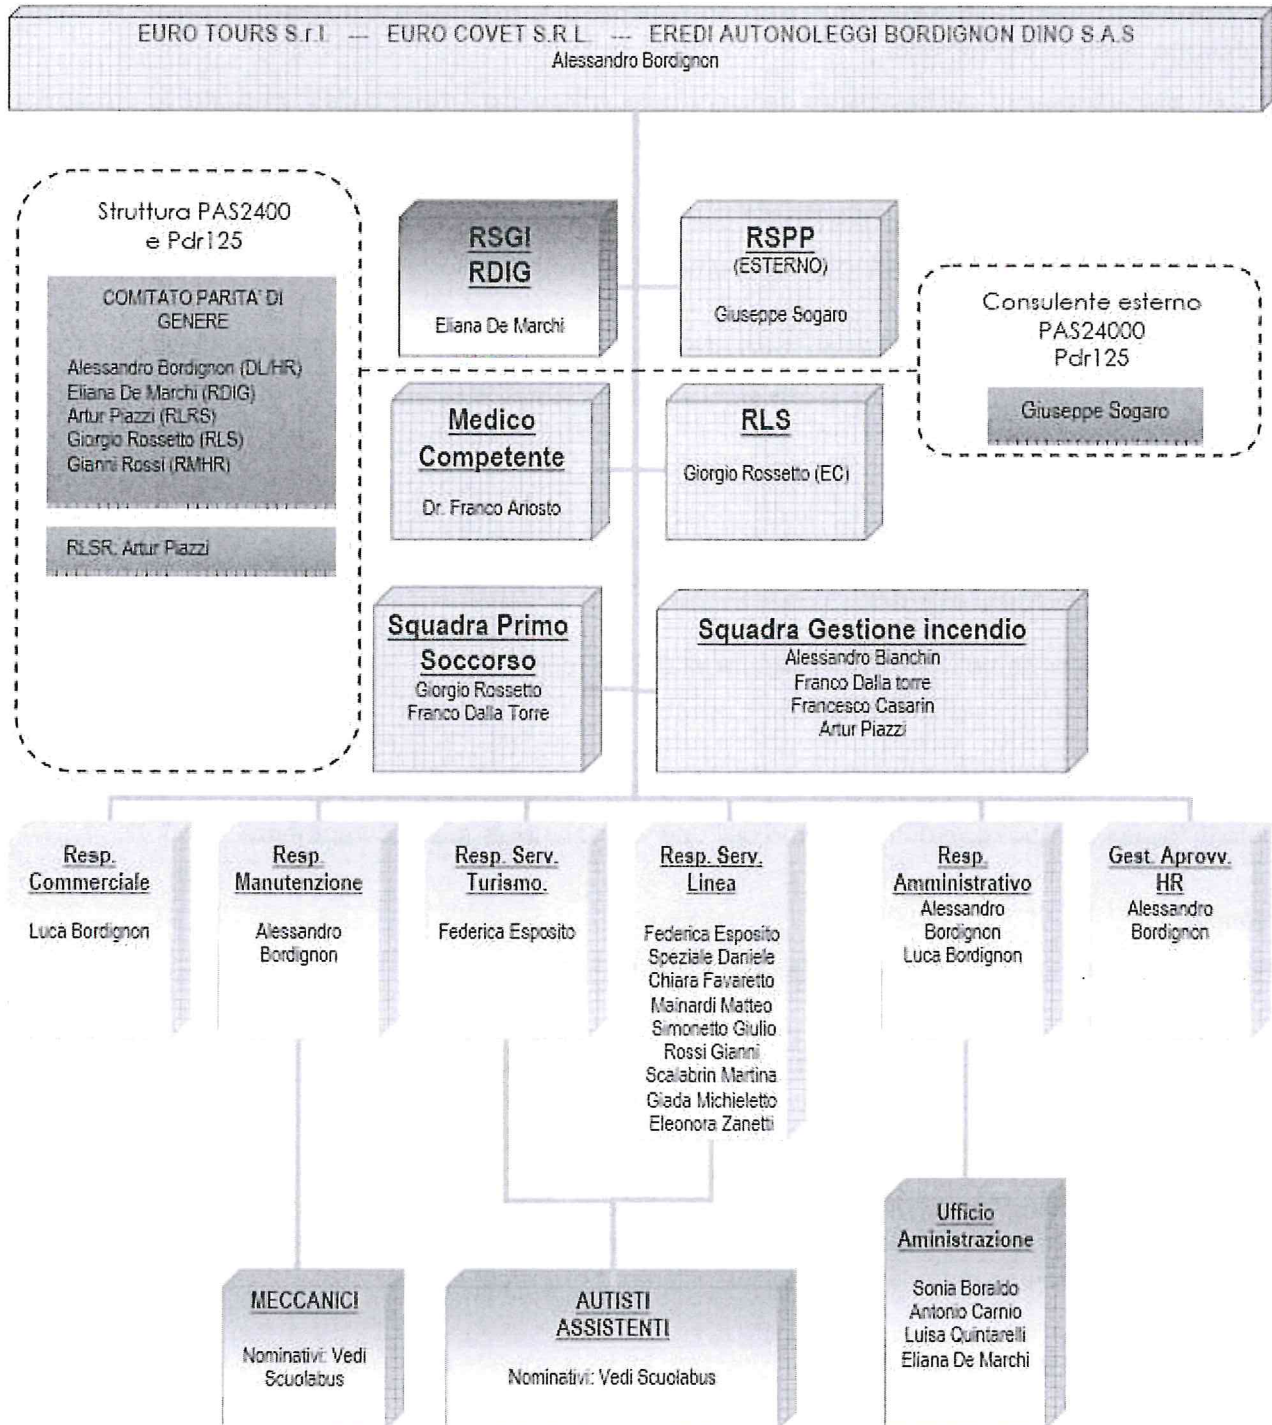 EURO TOURS S.r.l. --- EURO COVET S.R.L. --- EREDI AUTONOLEGGI BORDIGNON DINO S.A.S
Alessandro Bordignon
Struttura PAS2400
e Pdr125
COMITATO PARITA' DI
GENERE
Alessandro Bordignon (DL/HR)
Eliana De Marchi (RDIG)
Artur Piazzi (RLRS)
Giorgio Rossetto (RLS)
Gianni Rossi (RMHR)
RLSR: Artur Piazzi
RSGI
RDIG
Eliana De Marchi
RSPP
(ESTERNO)
Giuseppe Sogaro
Consulente esterno
PAS24000
Pdr125
Giuseppe Sogaro
Medico
Competente
Dr. Franco Ariosto
RLS
Giorgio Rossetto (EC)
Squadra Primo
Soccorso
Giorgio Rossetto
Franco Dalla Torre
Squadra Gestione incendio
Alessandro Bianchin
Franco Dalla torre
Francesco Casarin
Artur Piazzi
Resp.
Commerciale
Luca Bordignon
Resp.
Manutenzione
Alessandro
Bordignon
Resp. Serv.
Turismo.
Federica Esposito
Resp. Serv.
Linea
Federica Esposito
Speziale Daniele
Chiara Favaretto
Mainardi Matteo
Simonetto Giulio
Rossi Gianni
Scalabrin Martina
Giada Michieletto
Eleonora Zanetti
Resp.
Amministrativo
Alessandro
Bordignon
Luca Bordignon
Gest. Aprovv.
HR
Alessandro
Bordignon
MECCANICI
Nominativi: Vedi
Scuolabus
AUTISTI
ASSISTENTI
Nominativi: Vedi Scuolabus
Ufficio
Aministrazione
Sonia Boraldo
Antonio Carnio
Luisa Quintarelli
Eliana De Marchi